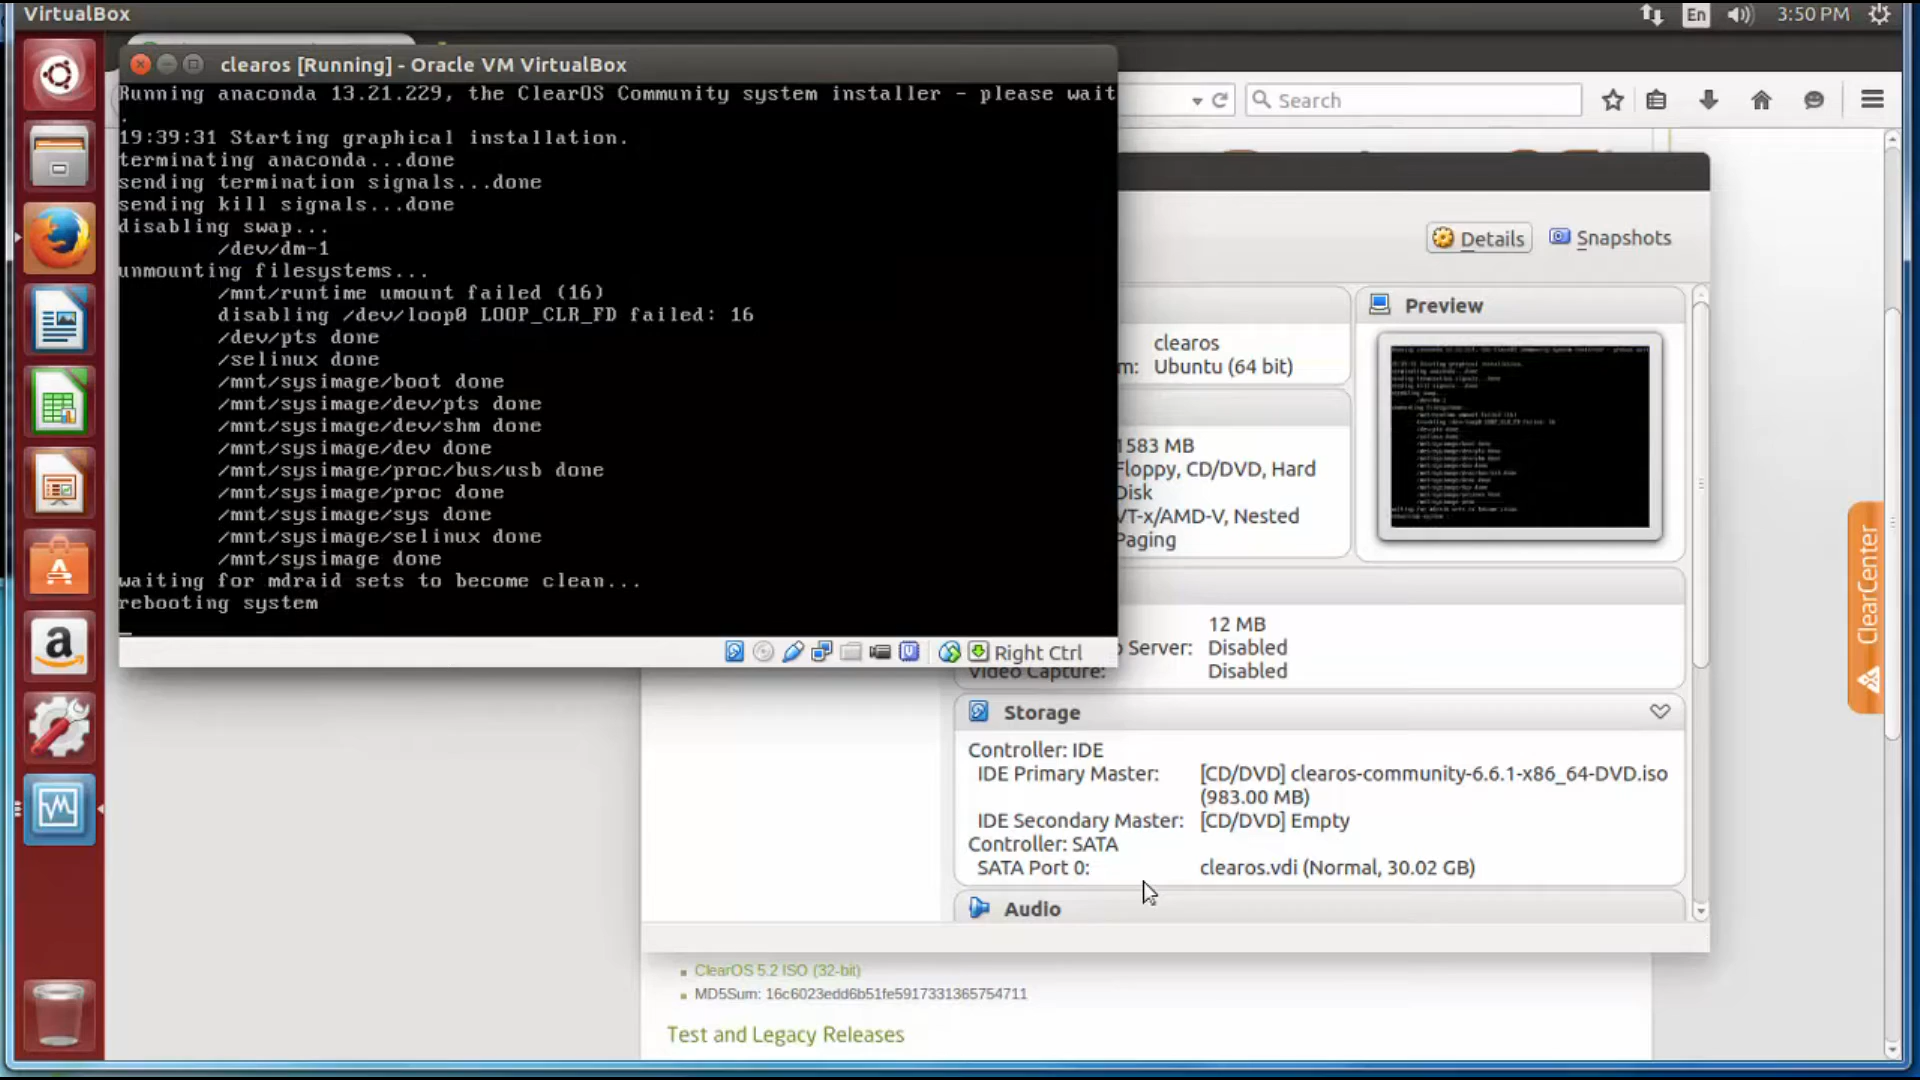 VirtualBox
En
3:50 PM
clearos [Running] - Oracle VM VirtualBox
Running anaconda 13.21.229, the ClearOS Community system installer - please wait
.
19:39:31 Starting graphical installation.
terminating anaconda...done
sending termination signals...done
sending kill signals...done
disabling swap...
/dev/dm-1
unmounting filesystems...
/mnt/runtime umount failed (16)
disabling /dev/loop0 LOOP_CLR_FD failed: 16
/dev/pts done
/selinux done
/mnt/sysimage/boot done
/mnt/sysimage/dev/pts done
/mnt/sysimage/dev/shm done
/mnt/sysimage/dev done
/mnt/sysimage/proc/bus/usb done
/mnt/sysimage/proc done
/mnt/sysimage/sys done
/mnt/sysimage/selinux done
/mnt/sysimage done
waiting for mdraid sets to become clean...
rebooting system
Right Ctrl
Search
Details
Snapshots
Preview
clearos
m: Ubuntu (64 bit)
1583 MB
Floppy, CD/DVD, Hard
Disk
VT-x/AMD-V, Nested
Paging
12 MB
Server: Disabled
Video Capture: Disabled
Storage
Controller: IDE
IDE Primary Master: [CD/DVD] clearos-community-6.6.1-x86_64-DVD.iso
(983.00 MB)
IDE Secondary Master: [CD/DVD] Empty
Controller: SATA
SATA Port 0: clearos.vdi (Normal, 30.02 GB)
Audio
ClearOS 5.2 ISO (32-bit)
MD5Sum: 16c6023edd6b51fe5917331365754711
Test and Legacy Releases
ClearCenter